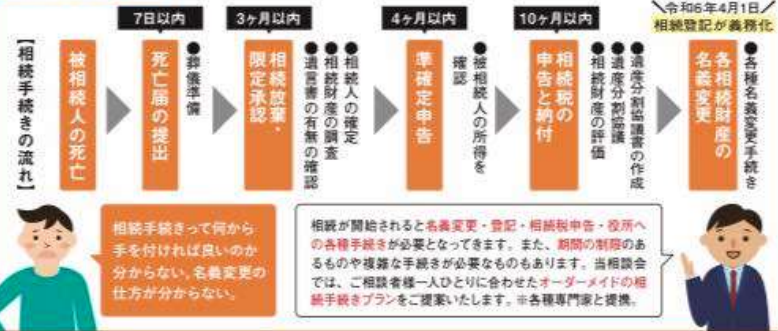 【相続手続きの流れ】
被相続人の死亡
7日以内
死亡届の提出
●葬儀準備
3ヶ月以内
相続放棄・
限定承認
●相続人の確定
●相続財産の調査
●遺言書の有無の確認
4ヶ月以内
準確定申告
●被相続人の所得を
確認
10ヶ月以内
相続税の
申告と納付
●遺産分割協議書の作成
●遺産分割協議
●相続財産の評価
＼令和6年4月1日／
相続登記が義務化
各相続財産の
名義変更
●各種名義変更手続き
相続手続きって何から
手を付ければ良いのか
分からない。名義変更の
仕方が分からない。
相続が開始されると名義変更・登記・相続税申告・役所へ
の各種手続きが必要となってきます。また、期間の制限のあ
るものや複雑な手続きが必要なものもあります。当相談会
では、ご相談者様一人ひとりに合わせたオーダーメイドの相
続手続きプランをご提案いたします。※各種専門家と提携。